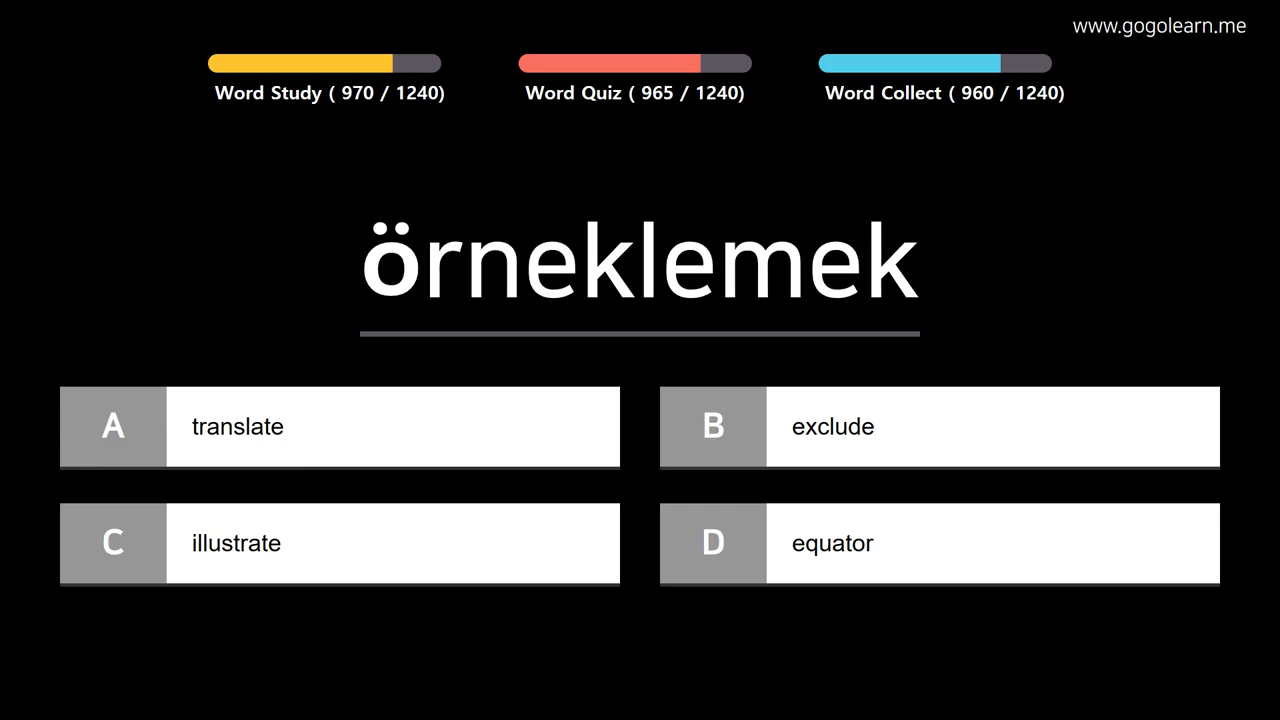 www.gogolearn.me
Word Study ( 970 / 1240)
Word Quiz ( 965 / 1240)
Word Collect ( 960 / 1240)
örneklemek
A translate
B exclude
C illustrate
D equator